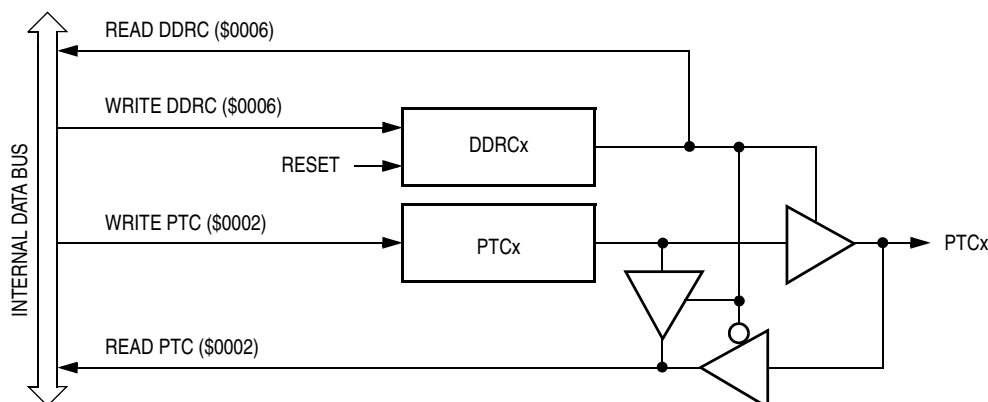 READ DDRC ($0006)
WRITE DDRC ($0006)
DDRCx
RESET
INTERNAL DATA BUS
WRITE PTC ($0002)
PTCx
PTCx
READ PTC ($0002)